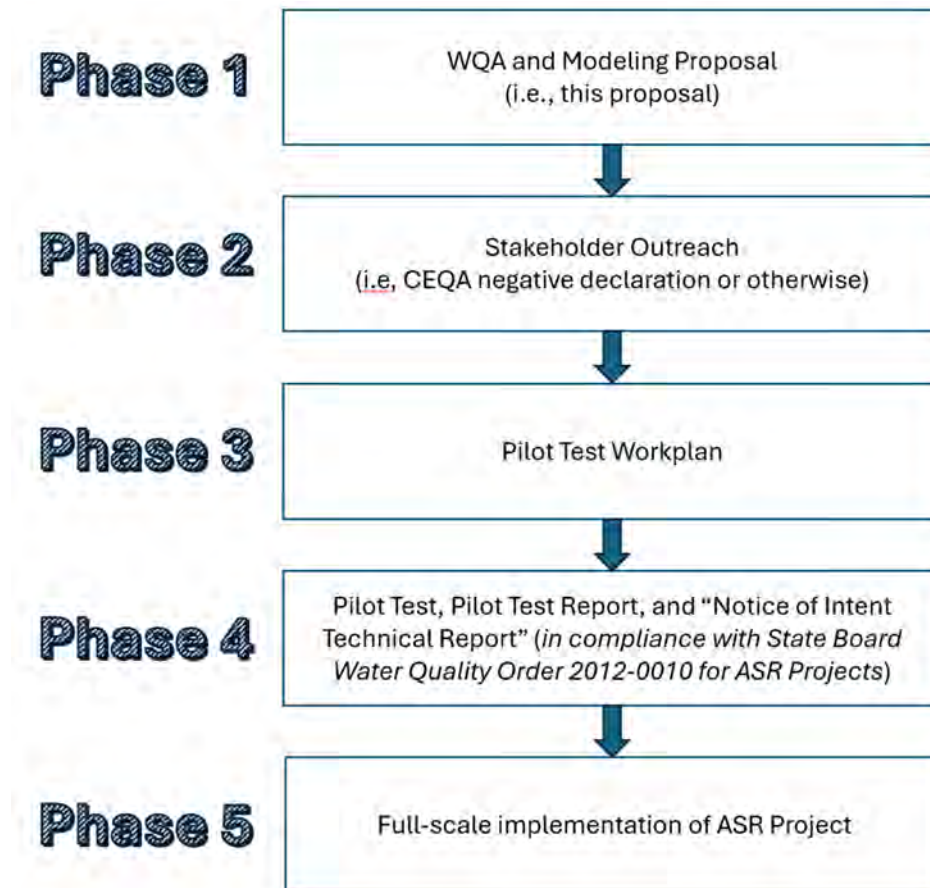 Phase 1
WQA and Modeling Proposal
(i.e., this proposal)
Phase 2
Stakeholder Outreach
(i.e, CEQA negative declaration or otherwise)
Phase 3
Pilot Test Workplan
Phase 4
Pilot Test, Pilot Test Report, and “Notice of Intent
Technical Report” (in compliance with State Board
Water Quality Order 2012-0010 for ASR Projects)
Phase 5
Full-scale implementation of ASR Project